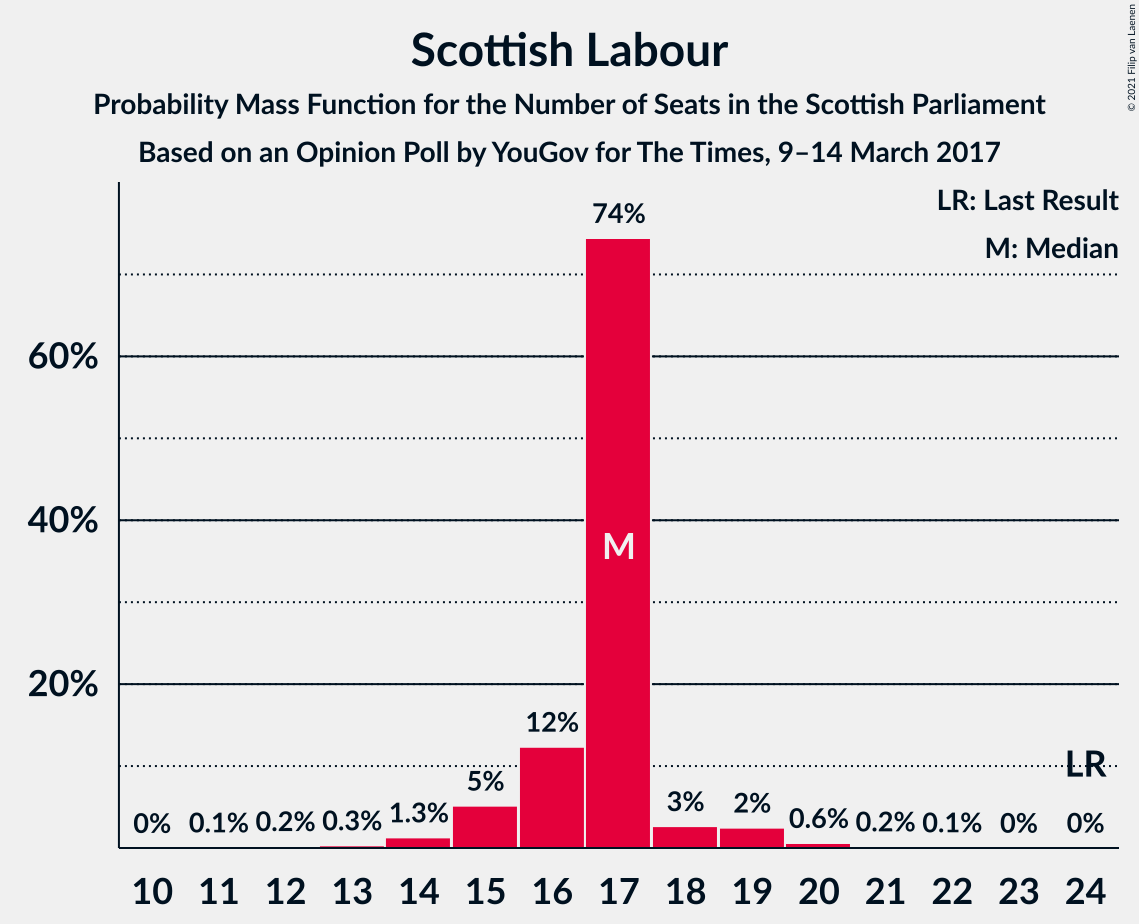 Scottish Labour
Probability Mass Function for the Number of Seats in the Scottish Parliament
Based on an Opinion Poll by YouGov for The Times, 9–14 March 2017
© 2021 Filip van Laenen
LR: Last Result
M: Median
74%
60%
M
40%
20%
12%
LR
5%
0%
0.1%
0.2%
0.3%
1.3%
3%
2%
0.6%
0.2%
0.1%
0%
0%
10 11 12 13 14 15 16 17 18 19 20 21 22 23 24